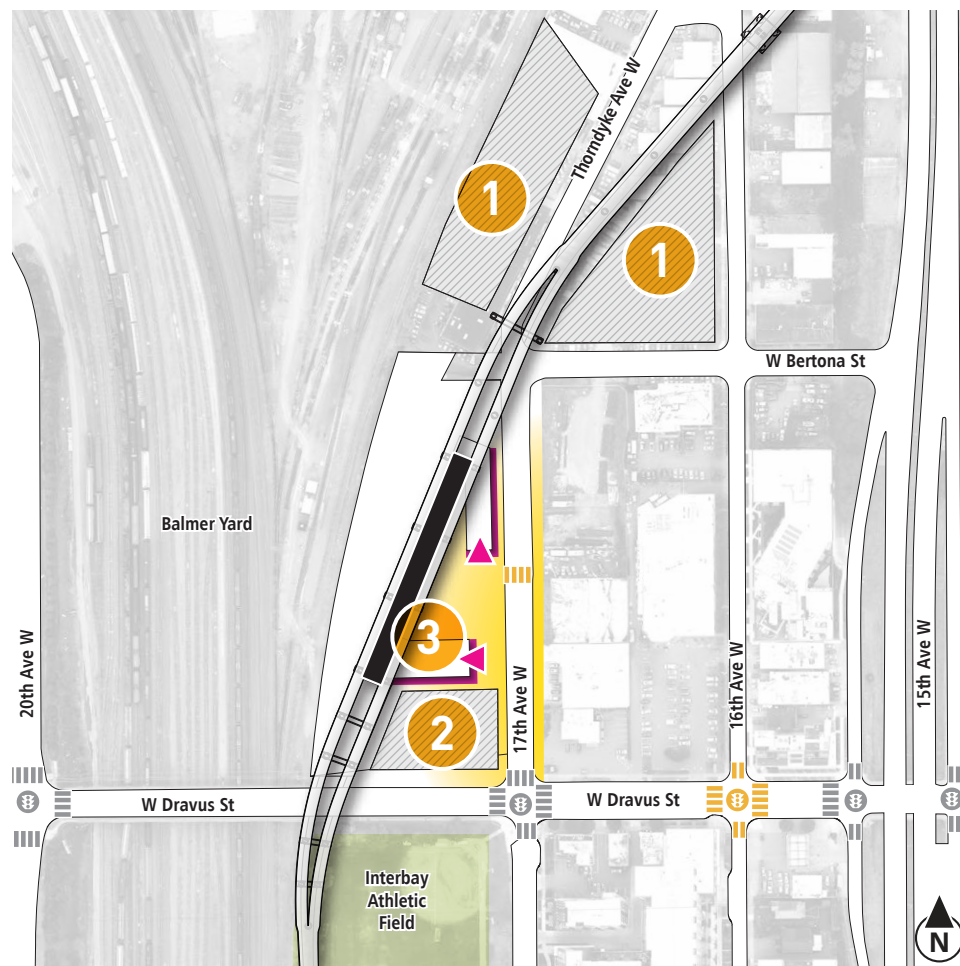 Thorndyke Ave W
1
1
W Bertona St
Balmer Yard
3
20th Ave W
17th Ave W
16th Ave W
15th Ave W
2
W Dravus St
W Dravus St
Interbay
Athletic
Field
N